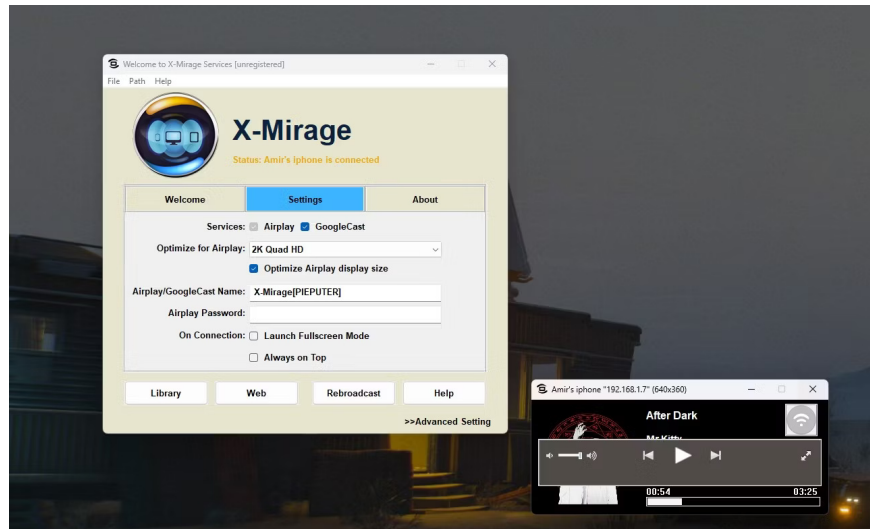 Welcome to X-Mirage Services [unregistered]
File Path Help
X-Mirage
Status: Amir's iphone is connected
Welcome Settings About
Services: Airplay GoogleCast
Optimize for Airplay: 2K Quad HD
Optimize Airplay display size
Airplay/GoogleCast Name: X-Mirage[PIEPUTER]
Airplay Password:
On Connection: Launch Fullscreen Mode
Always on Top
Library Web Rebroadcast Help
>>Advanced Setting
Amir's iphone "192.168.1.7" (640x360)
After Dark
Mr.Kitty
00:54 03:25